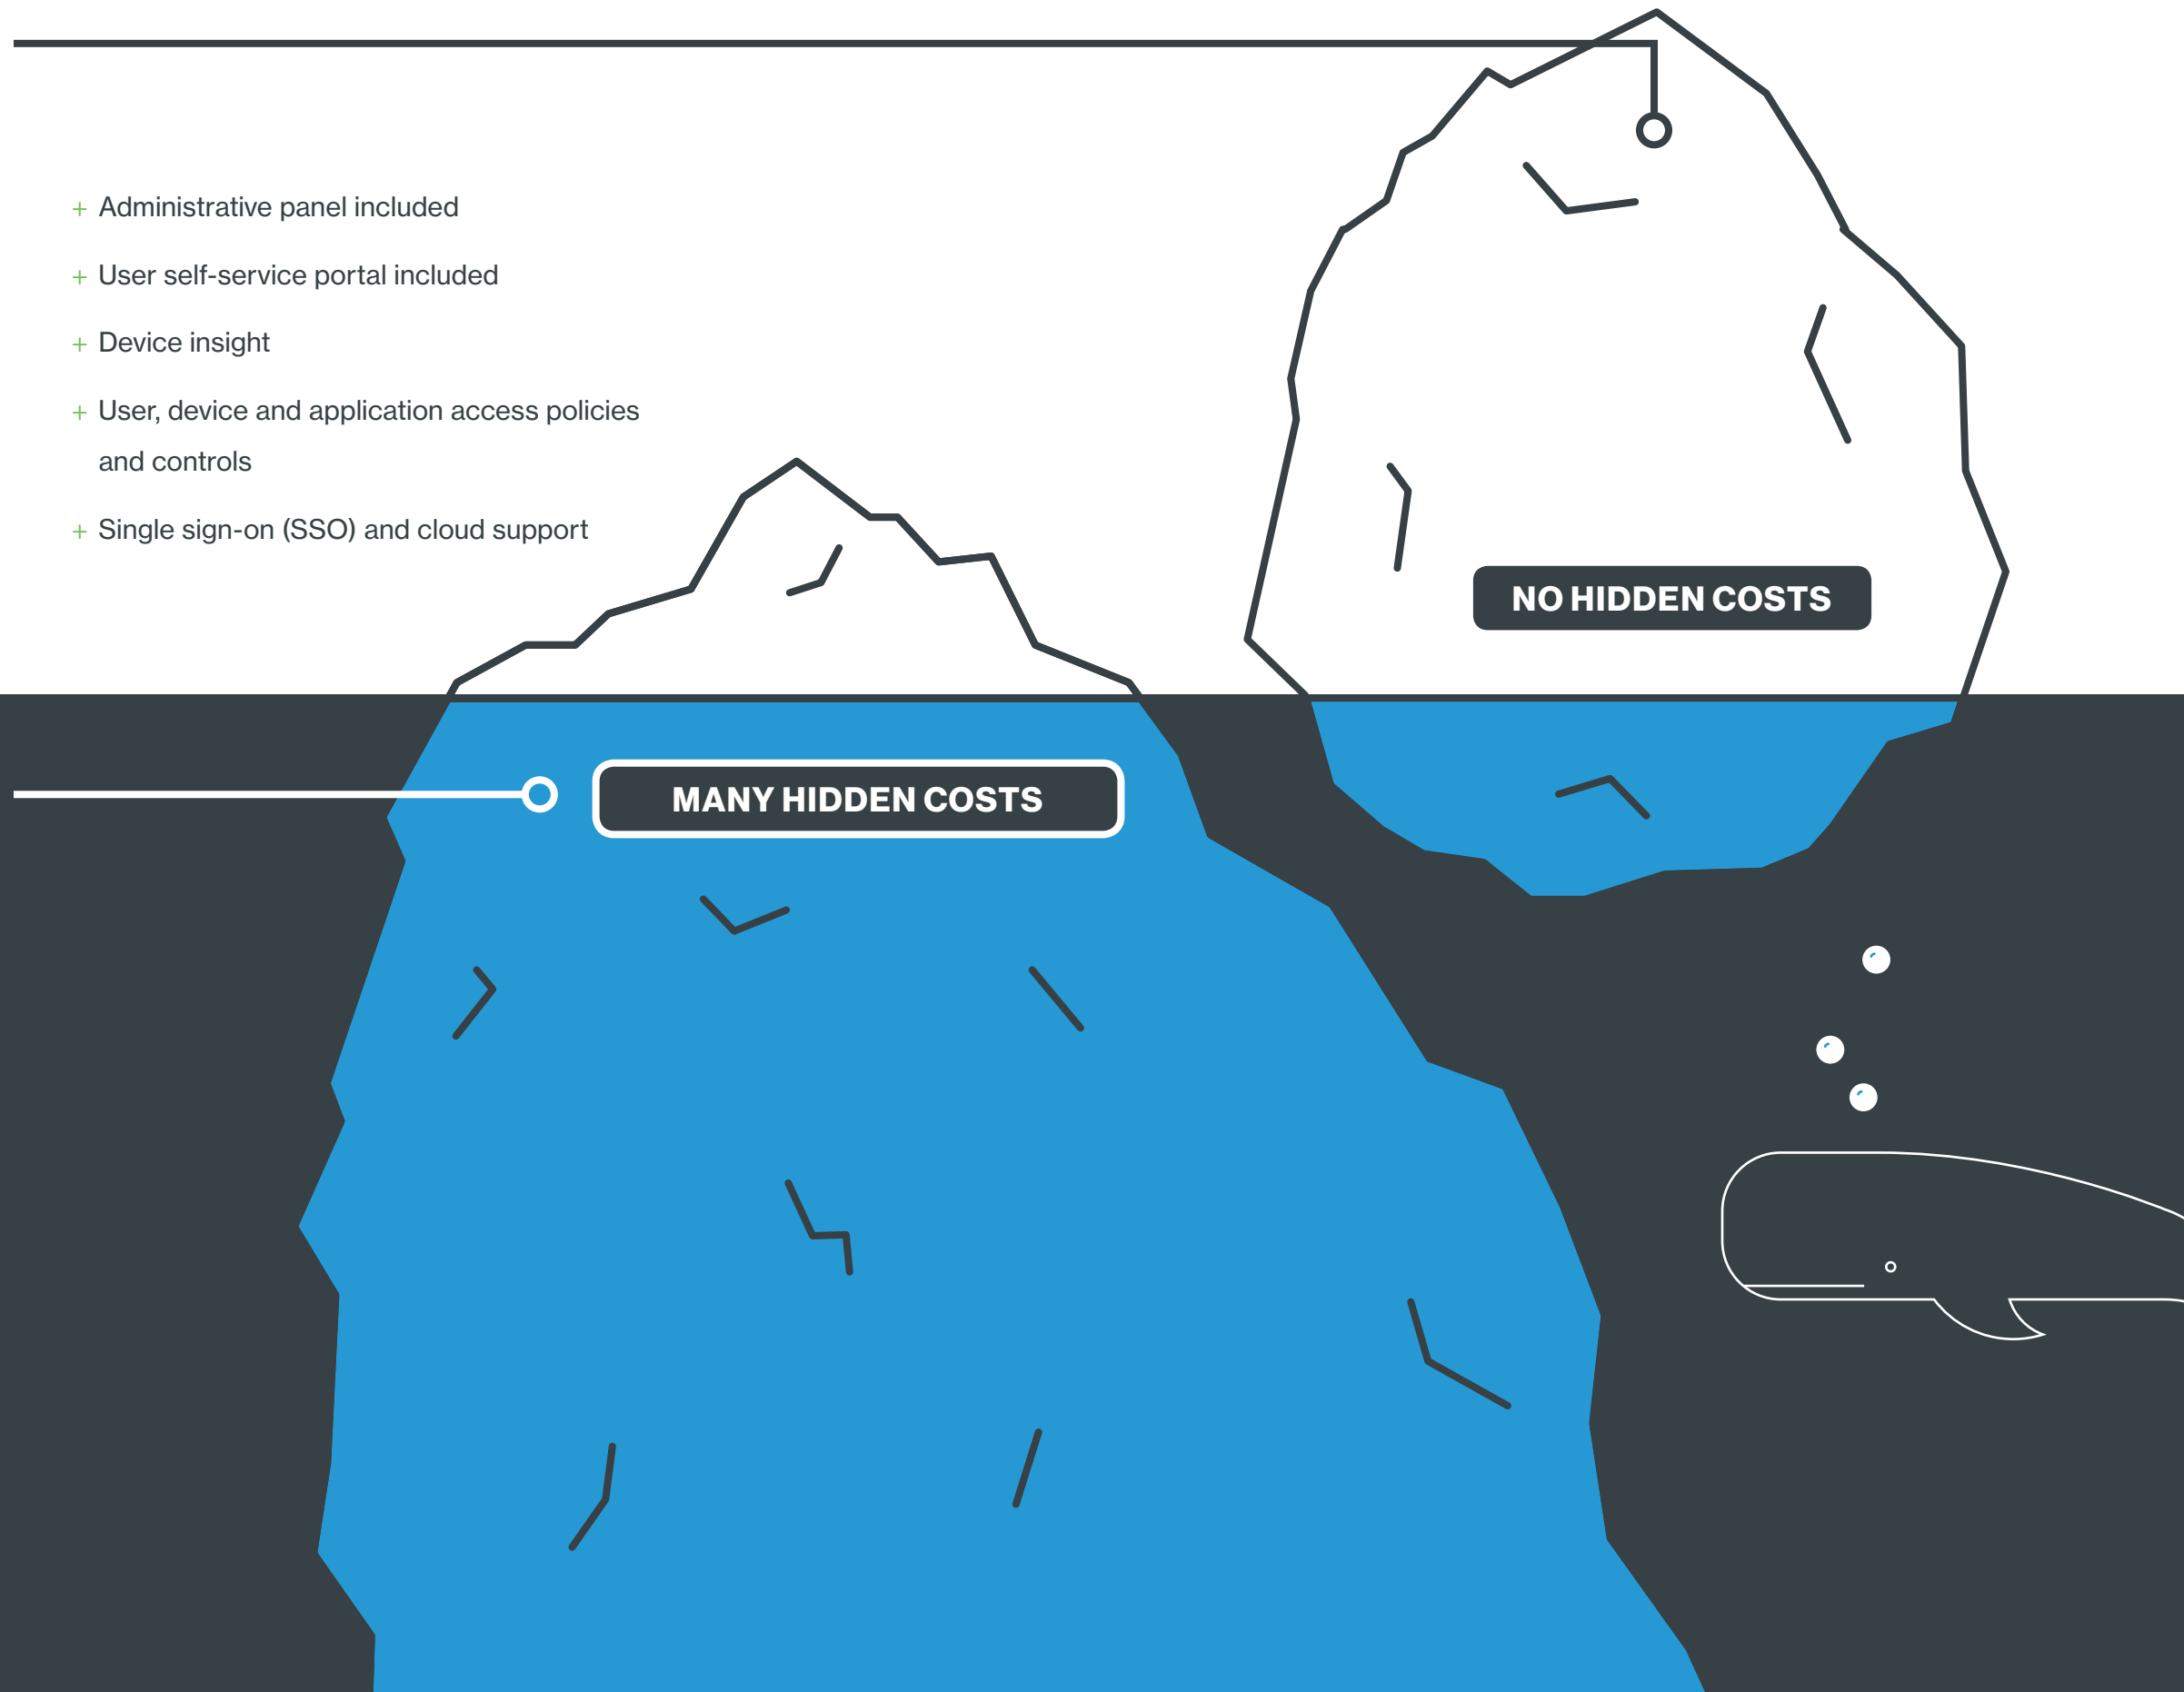 + Administrative panel included
+ User self-service portal included
+ Device insight
+ User, device and application access policies
and controls
+ Single sign-on (SSO) and cloud support
NO HIDDEN COSTS
MANY HIDDEN COSTS